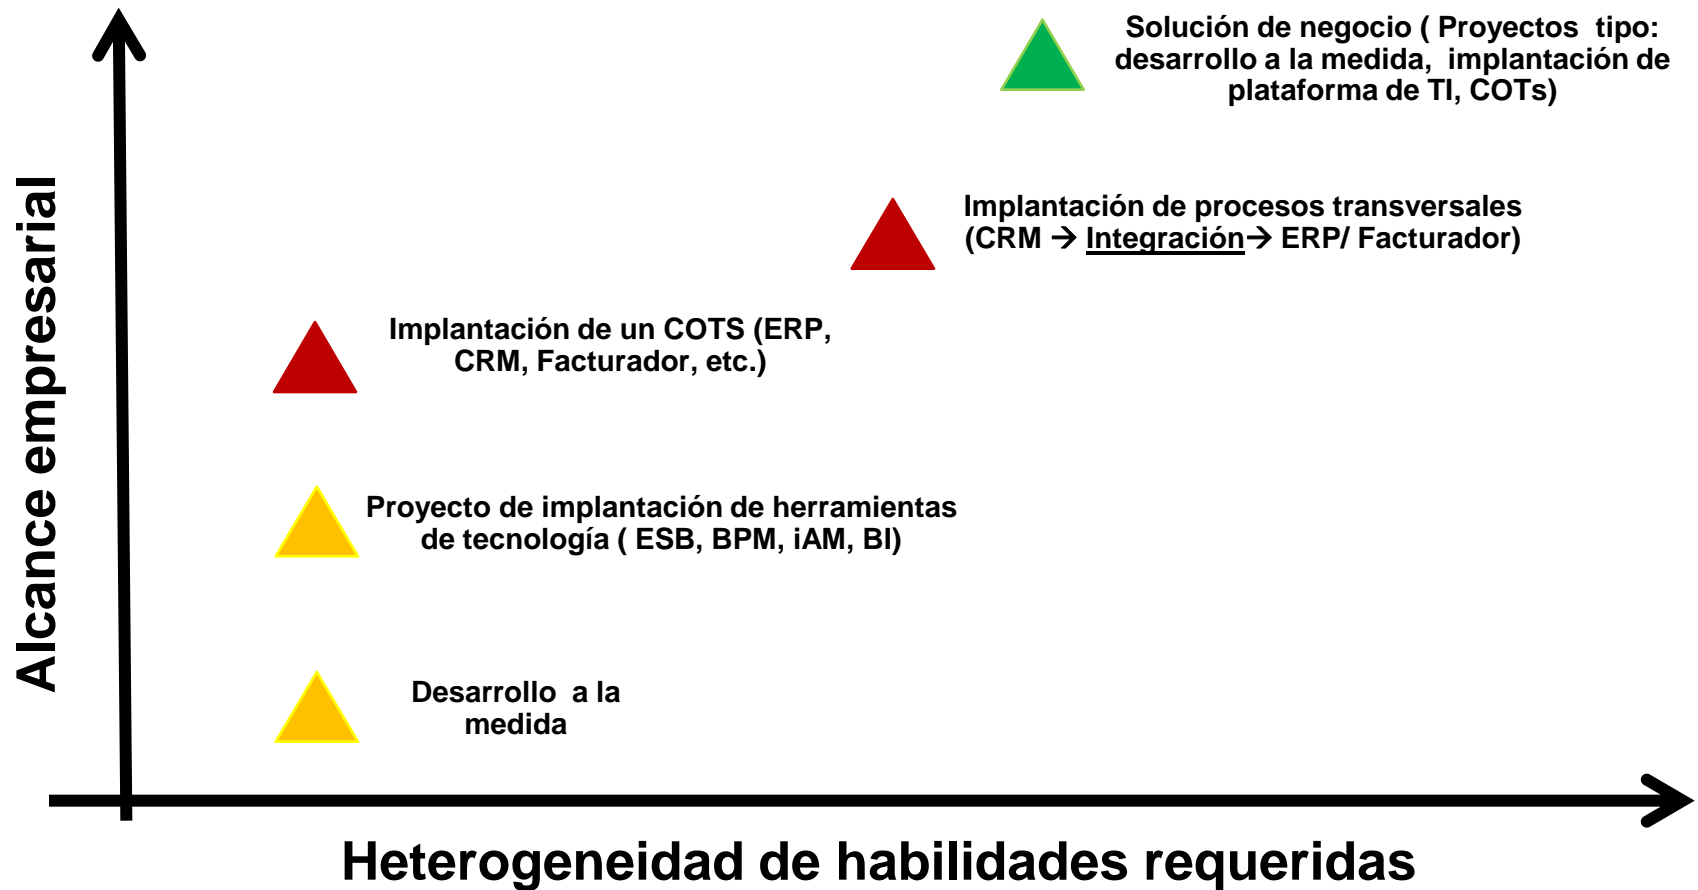 Solución de negocio ( Proyectos tipo:
desarrollo a la medida, implantación de
plataforma de TI, COTs)
Implantación de procesos transversales
(CRM → Integración→ ERP/ Facturador)
Implantación de un COTS (ERP,
CRM, Facturador, etc.)
Proyecto de implantación de herramientas
de tecnología ( ESB, BPM, iAM, BI)
Desarrollo a la
medida
Alcance empresarial
Heterogeneidad de habilidades requeridas